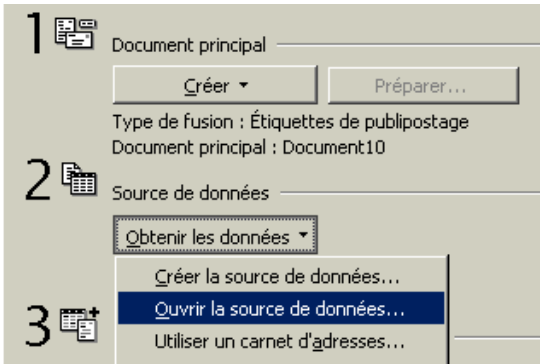 1
Document principal
Créer
Préparer...
Type de fusion : Étiquettes de publipostage
Document principal : Document10
2
Source de données
Obtenir les données
Créer la source de données...
Ouvrir la source de données...
3
Utiliser un carnet d'adresses...